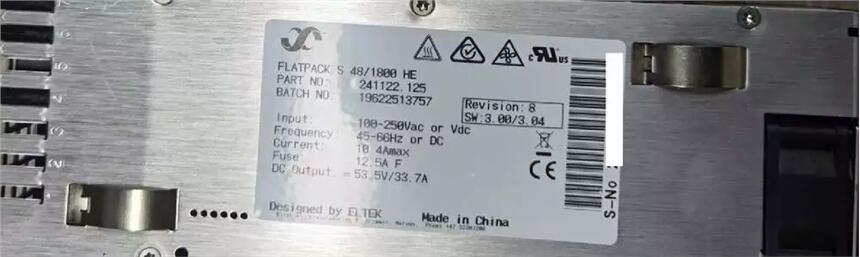 FLATPACK S 48/1800 HE
PART NO: 241122.125
BATCH NO: 19622513757
Revision: 8
SW:3.00/3.04
Input: 100-250Vac or Vdc
Frequency: 45-66Hz or DC
Current: 10.4Amax
Fuse: 12.5A F
DC Output = 53.5V/33.7A
CE
c RU us
Designed by ELTEK
Made in China
S-No